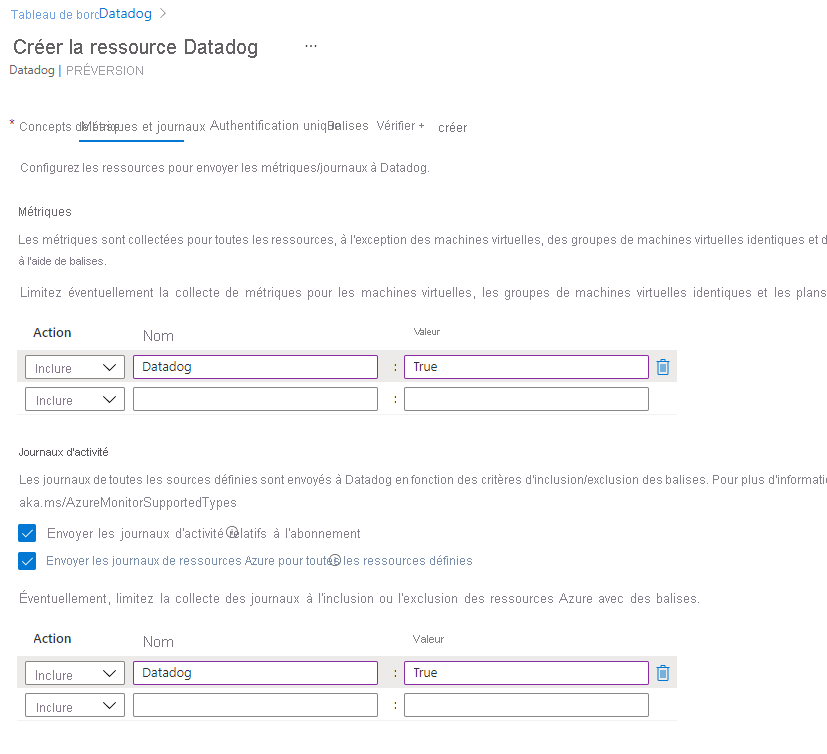 Tableau de bord Datadog >
Créer la ressource Datadog ...
Datadog | PRÉVERSION
* Concepts de Métriques et journaux Authentification unique Balises Vérifier + créer
Configurez les ressources pour envoyer les métriques/journaux à Datadog.
Métriques
Les métriques sont collectées pour toutes les ressources, à l'exception des machines virtuelles, des groupes de machines virtuelles identiques et d
à l'aide de balises.
Limitez éventuellement la collecte de métriques pour les machines virtuelles, les groupes de machines virtuelles identiques et les plans
Action Nom Valeur
Inclure Datadog : True
Inclure :
Journaux d'activité
Les journaux de toutes les sources définies sont envoyés à Datadog en fonction des critères d'inclusion/exclusion des balises. Pour plus d'informati
aka.ms/AzureMonitorSupportedTypes
Envoyer les journaux d'activité relatifs à l'abonnement
Envoyer les journaux de ressources Azure pour toutes les ressources définies
Éventuellement, limitez la collecte des journaux à l'inclusion ou l'exclusion des ressources Azure avec des balises.
Action Nom Valeur
Inclure Datadog : True
Inclure :